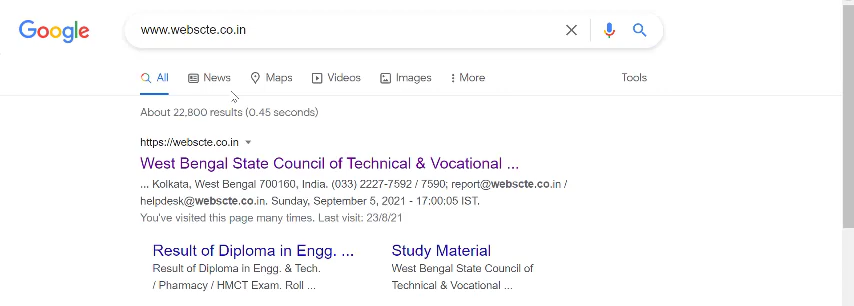 Google
www.webscte.co.in
All News Maps Videos Images More Tools
About 22,800 results (0.45 seconds)
https://webscte.co.in
West Bengal State Council of Technical & Vocational ...
... Kolkata, West Bengal 700160, India. (033) 2227-7592 / 7590; report@webscte.co.in /
helpdesk@webscte.co.in. Sunday, September 5, 2021 - 17:00:05 IST.
You've visited this page many times. Last visit: 23/8/21
Result of Diploma in Engg. ...
Result of Diploma in Engg. & Tech.
/ Pharmacy / HMCT Exam. Roll ...
Study Material
West Bengal State Council of
Technical & Vocational ...